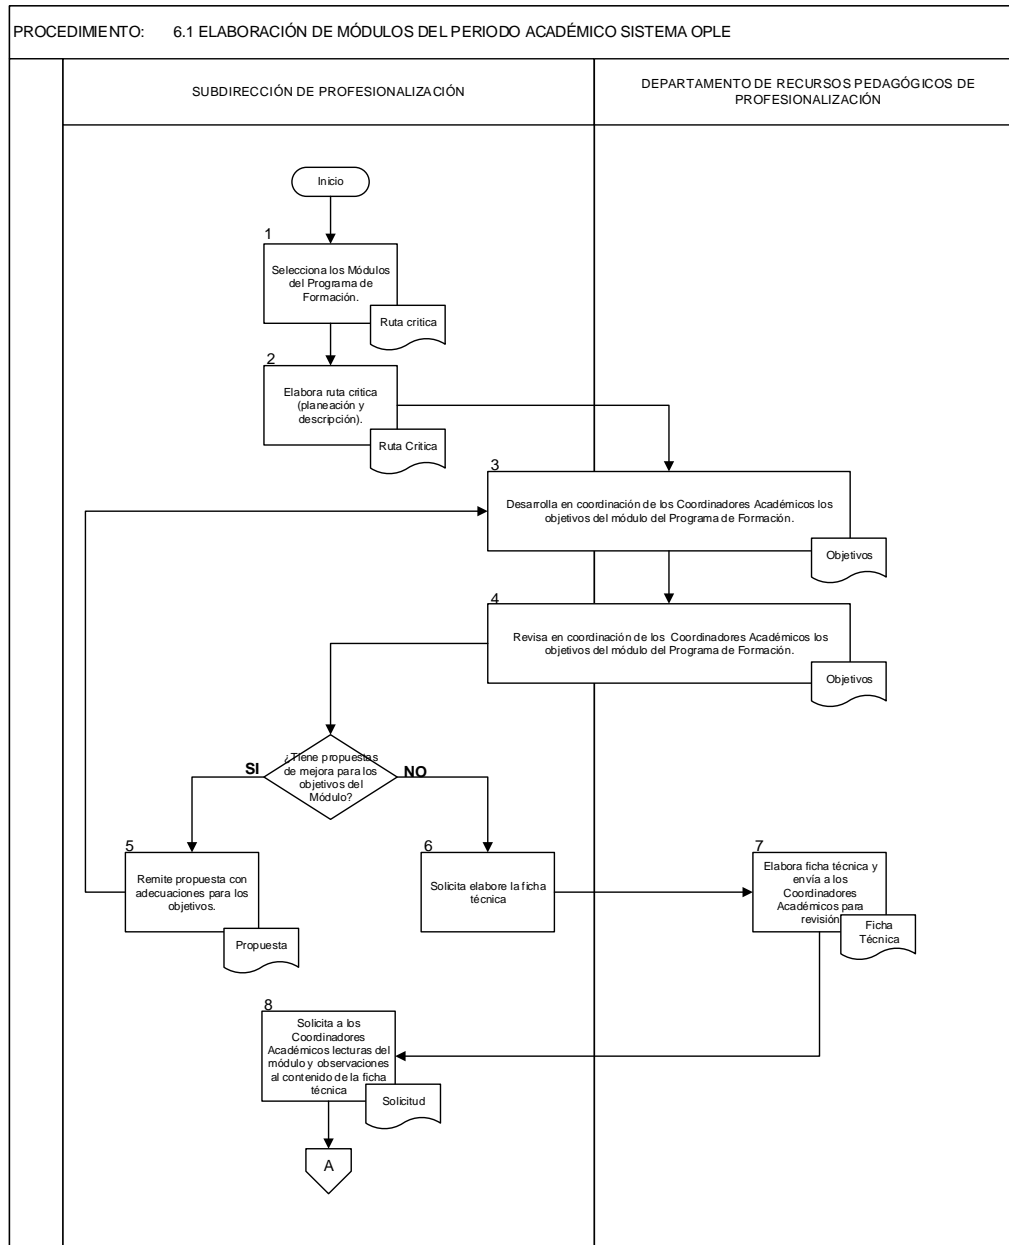 PROCEDIMIENTO: 6.1 ELABORACIÓN DE MÓDULOS DEL PERIODO ACADÉMICO SISTEMA OPLE
SUBDIRECCIÓN DE PROFESIONALIZACIÓN
DEPARTAMENTO DE RECURSOS PEDAGÓGICOS DE
PROFESIONALIZACIÓN
Inicio
1
Selecciona los Módulos
del Programa de
Formación.
Ruta critica
2
Elabora ruta critica
(planeación y
descripción).
Ruta Critica
3
Desarrolla en coordinación de los Coordinadores Académicos los
objetivos del módulo del Programa de Formación.
Objetivos
4
Revisa en coordinación de los Coordinadores Académicos los
objetivos del módulo del Programa de Formación.
Objetivos
¿Tiene propuestas
de mejora para los
objetivos del
Módulo?
SI
NO
5
Remite propuesta con
adecuaciones para los
objetivos.
Propuesta
6
Solicita elabore la ficha
técnica
7
Elabora ficha técnica y
envía a los
Coordinadores
Académicos para
revisión
Ficha
Técnica
8
Solicita a los
Coordinadores
Académicos lecturas del
módulo y observaciones
al contenido de la ficha
técnica
Solicitud
A